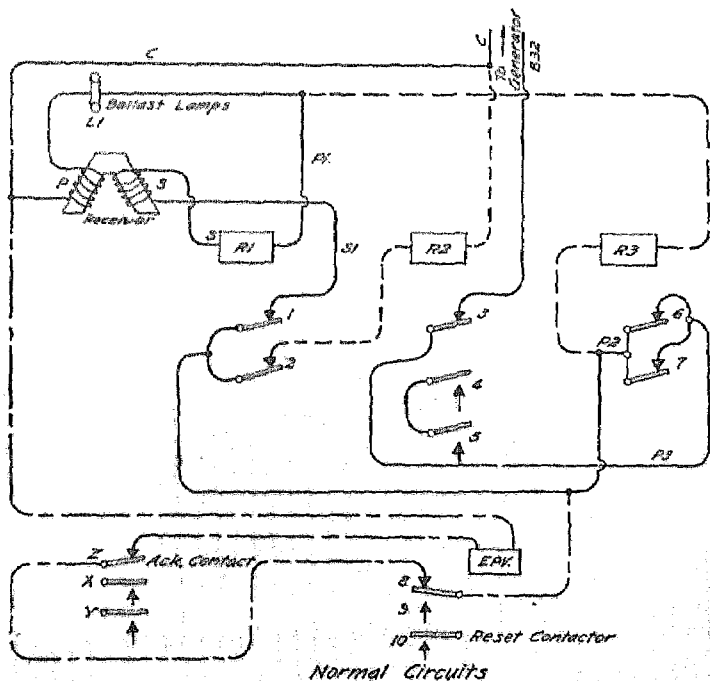 C
C
To
Generator
B32
Ballast Lamps
L1
P
S
Receiver
P1
S
R1
S1
R2
R3
1
2
3
4
5
P2
6
7
P3
Z
Ack. Contact
X
Y
EPV.
8
9
10
Reset Contactor
Normal Circuits